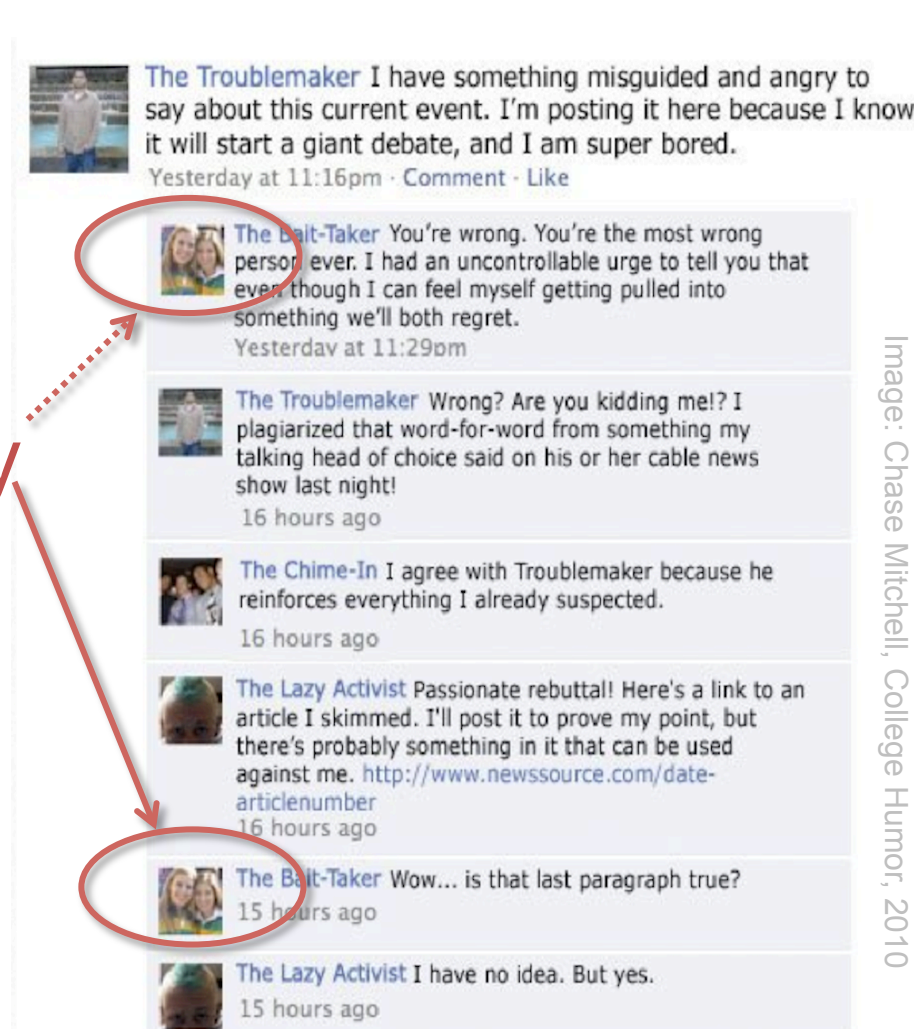 The Troublemaker I have something misguided and angry to
say about this current event. I'm posting it here because I know
it will start a giant debate, and I am super bored.
Yesterday at 11:16pm · Comment · Like
The Bait-Taker You're wrong. You're the most wrong
person ever. I had an uncontrollable urge to tell you that
even though I can feel myself getting pulled into
something we'll both regret.
Yesterday at 11:29pm
The Troublemaker Wrong? Are you kidding me!? I
plagiarized that word-for-word from something my
talking head of choice said on his or her cable news
show last night!
16 hours ago
The Chime-In I agree with Troublemaker because he
reinforces everything I already suspected.
16 hours ago
The Lazy Activist Passionate rebuttal! Here's a link to an
article I skimmed. I'll post it to prove my point, but
there's probably something in it that can be used
against me. http://www.newssource.com/date-
articlenumber
16 hours ago
The Bait-Taker Wow... is that last paragraph true?
15 hours ago
The Lazy Activist I have no idea. But yes.
15 hours ago
Image: Chase Mitchell, College Humor, 2010